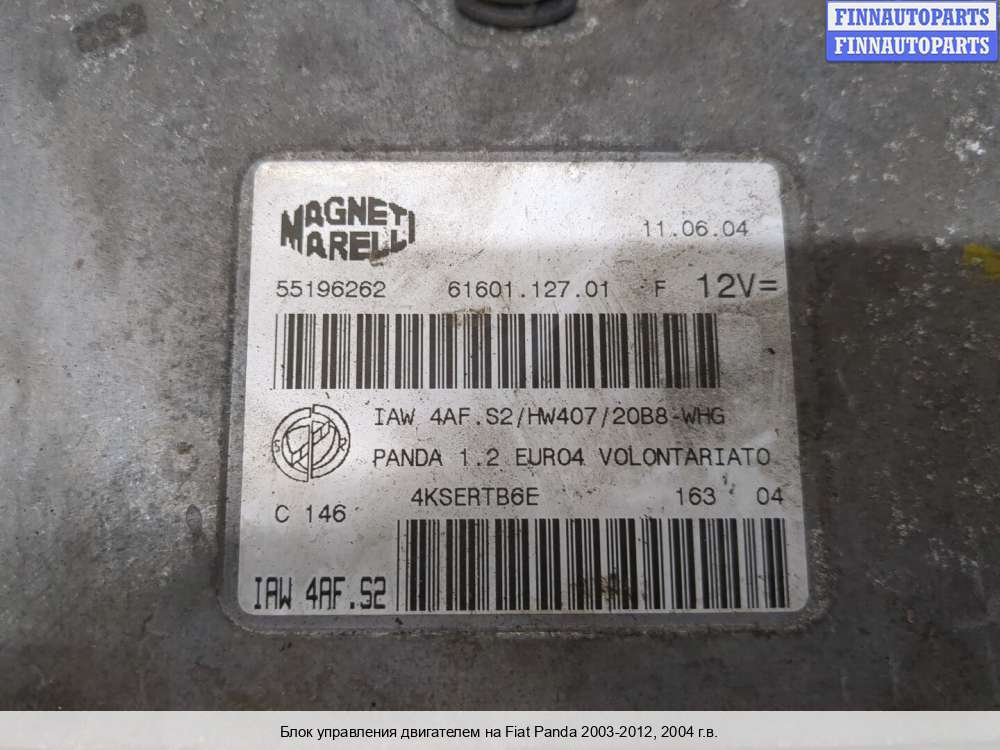 FINNAUTOPARTS
FINNAUTOPARTS
MAGNETI
MARELLI
11.06.04
55196262 61601.127.01 F 12V=
IAW 4AF.S2/HW407/20B8-WHG
PANDA 1.2 EURO4 VOLONTARIATO
4KSERTB6E 163 04
C 146
IAW 4AF.S2
Блок управления двигателем на Fiat Panda 2003-2012, 2004 г.в.